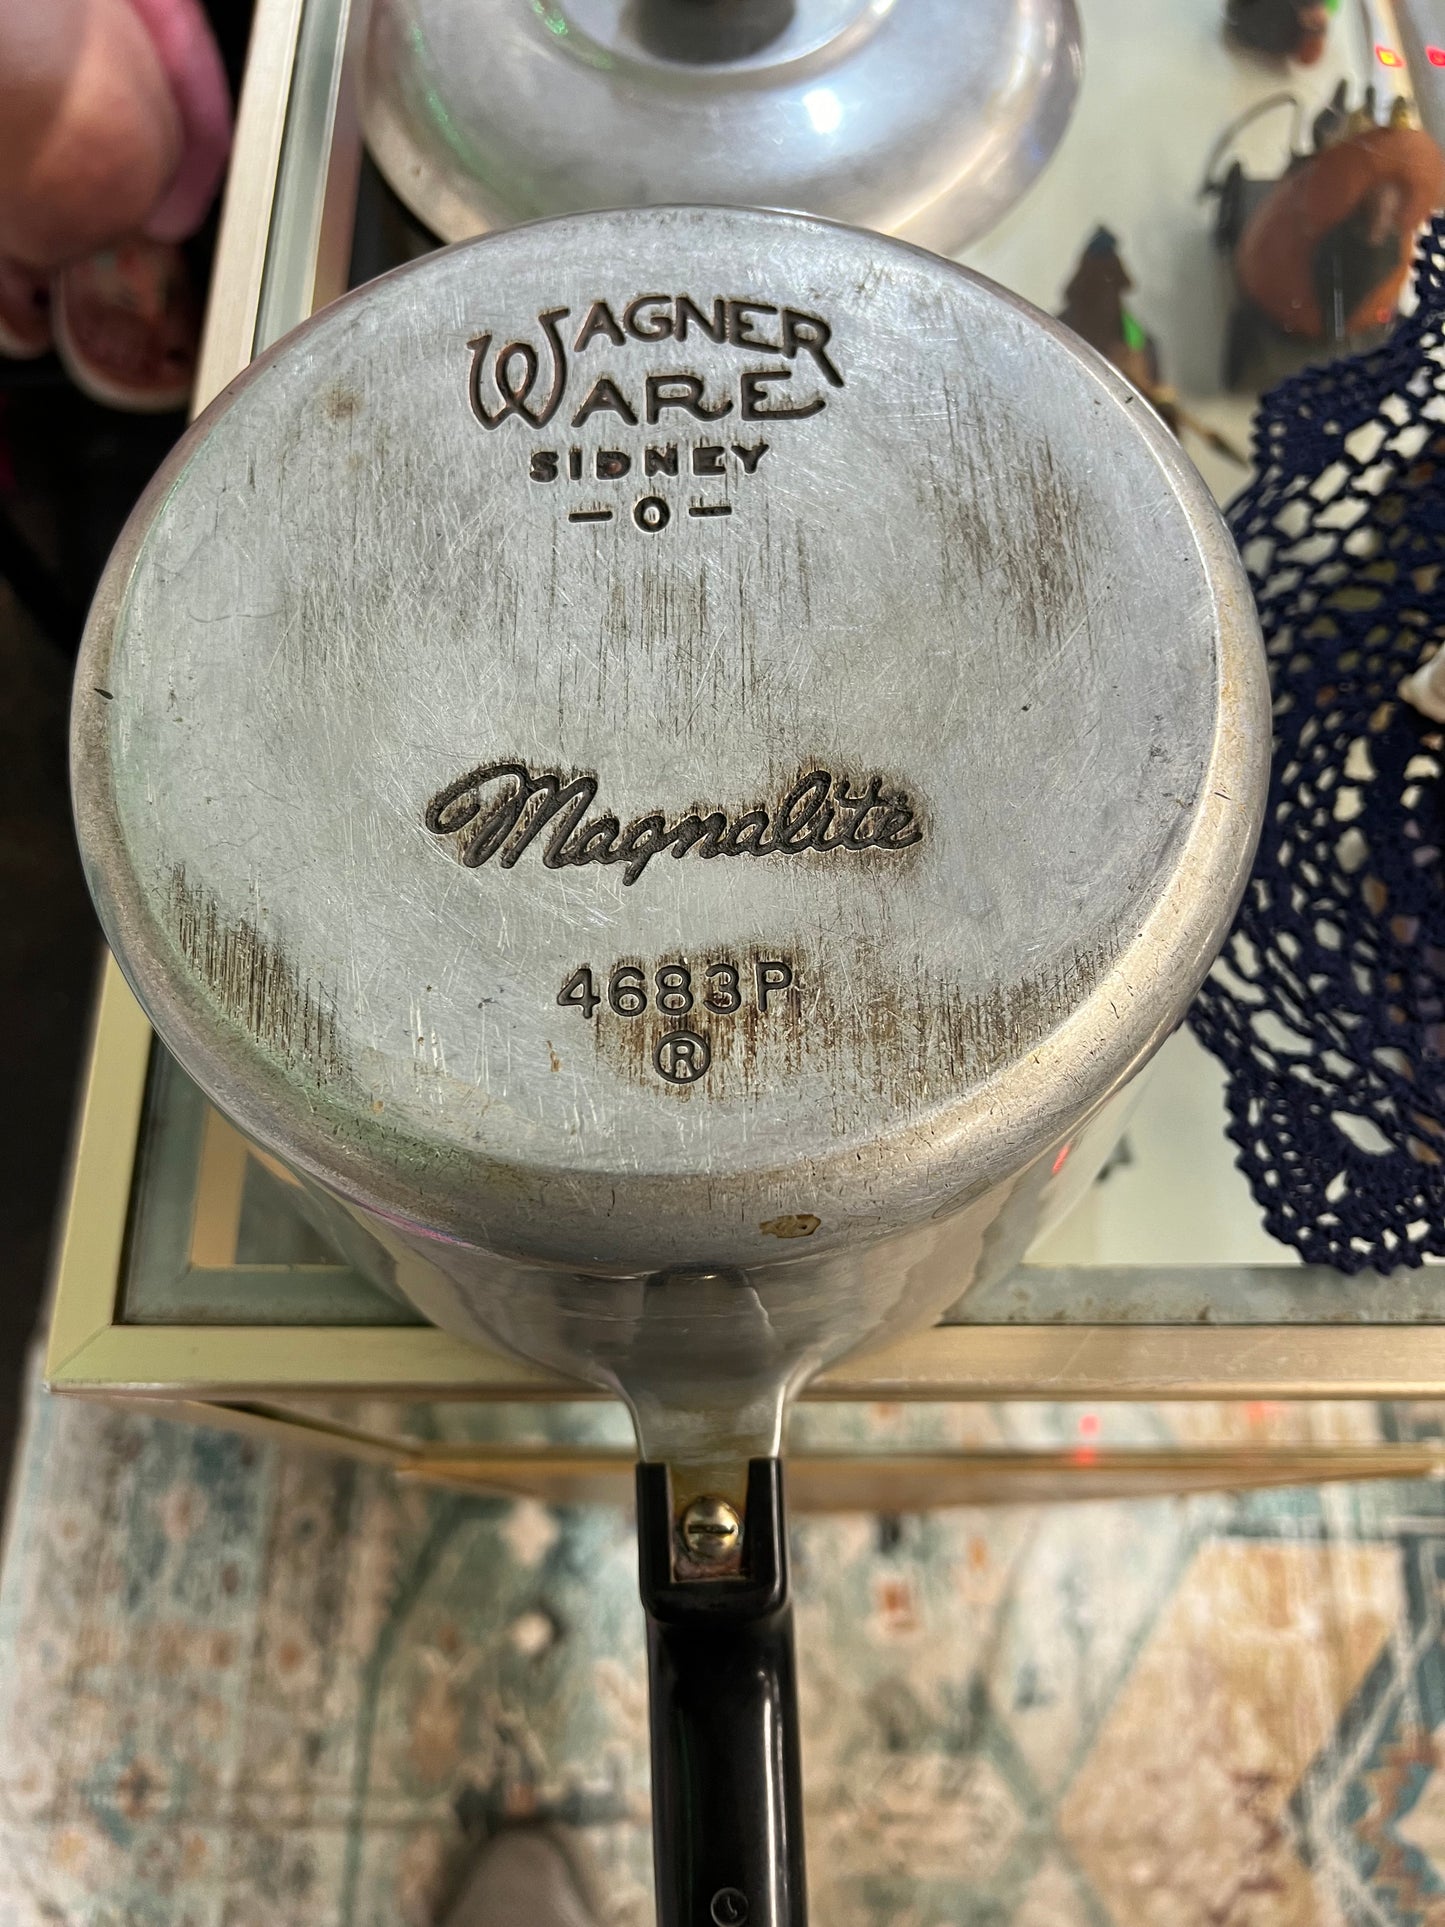 WAGNER
WARE
SIDNEY
-O-
Magnalite
4683P
®